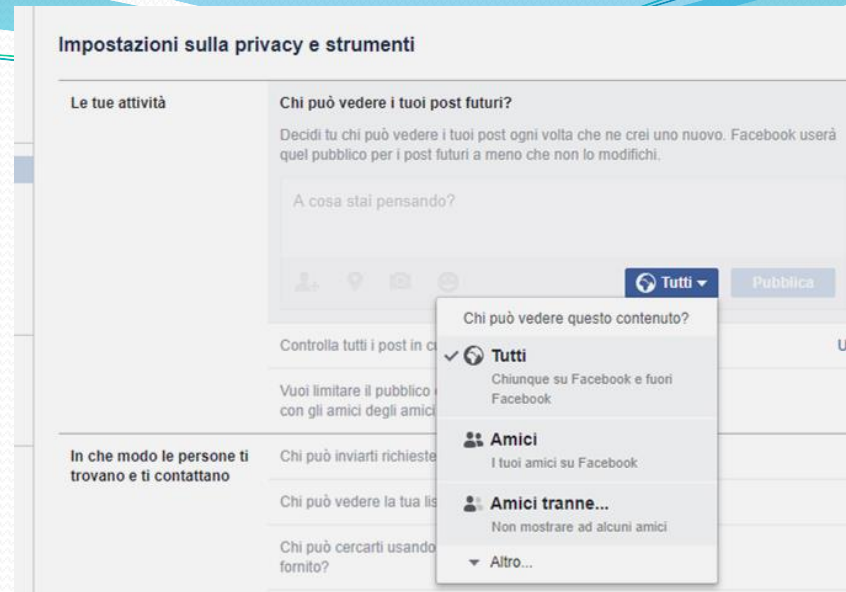 Impostazioni sulla privacy e strumenti
Le tue attività
Chi può vedere i tuoi post futuri?
Decidi tu chi può vedere i tuoi post ogni volta che ne crei uno nuovo. Facebook userà
quel pubblico per i post futuri a meno che non lo modifichi.
A cosa stai pensando?
Tutti
Pubblica
Chi può vedere questo contenuto?
Controlla tutti i post in
Tutti
Chiunque su Facebook e fuori
Facebook
Vuoi limitare il pubblico
con gli amici degli amici
Amici
I tuoi amici su Facebook
In che modo le persone ti
trovano e ti contattano
Chi può inviarti richieste
Chi può vedere la tua
Amici tranne...
Non mostrare ad alcuni amici
Chi può cercarti usando
fornito?
Altro...